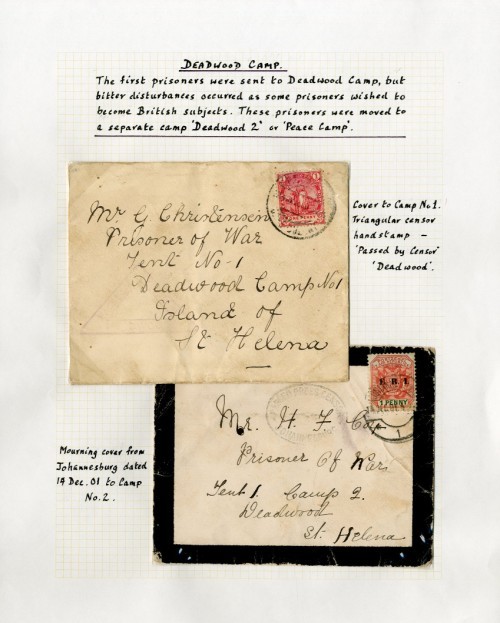 DEADWOOD CAMP.
The first prisoners were sent to Deadwood Camp, but
bitter disturbances occurred as some prisoners wished to
become British subjects. These prisoners were moved to
a separate camp 'Deadwood 2' or 'Peace Camp'.
Mr G. Christensen
Prisoner of War
Tent No-1
Deadwood Camp No1
Island of
St Helena
Cover to Camp No 1.
Triangular censor
handstamp –
'Passed by Censor'
'Deadwood'.
E.R.I.
1 PENNY
Mr. H. F.
Prisoner Of War
Tent 1. Camp 2.
Deadwood
St. Helena
Mourning cover from
Johannesburg dated
14 Dec. 01 to Camp
No. 2.